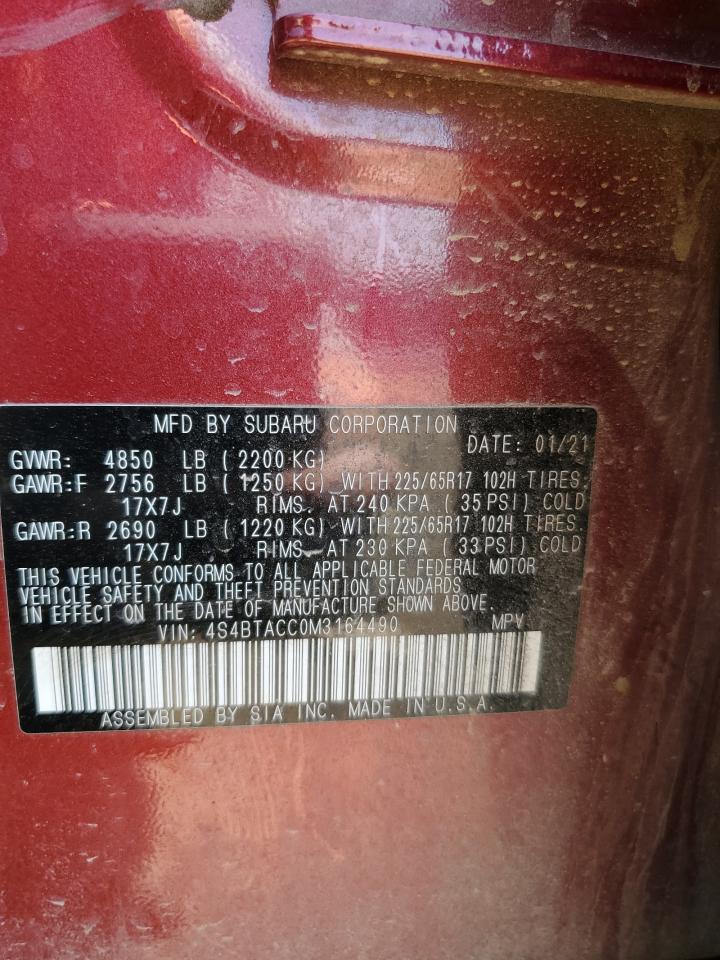 MFD BY SUBARU CORPORATION
DATE: 01/21
GVWR: 4850 LB ( 2200 KG)
GAWR:F 2756 LB ( 1250 KG) WITH 225/65R17 102H TIRES.
17X7J RIMS. AT 240 KPA ( 35 PSI) COLD
GAWR:R 2690 LB ( 1220 KG) WITH 225/65R17 102H TIRES.
17X7J RIMS. AT 230 KPA ( 33 PSI) COLD
THIS VEHICLE CONFORMS TO ALL APPLICABLE FEDERAL MOTOR
VEHICLE SAFETY AND THEFT PREVENTION STANDARDS
IN EFFECT ON THE DATE OF MANUFACTURE SHOWN ABOVE.
VIN: 4S4BTACC0M3164490 MPV
ASSEMBLED BY SIA INC. MADE IN U.S.A.